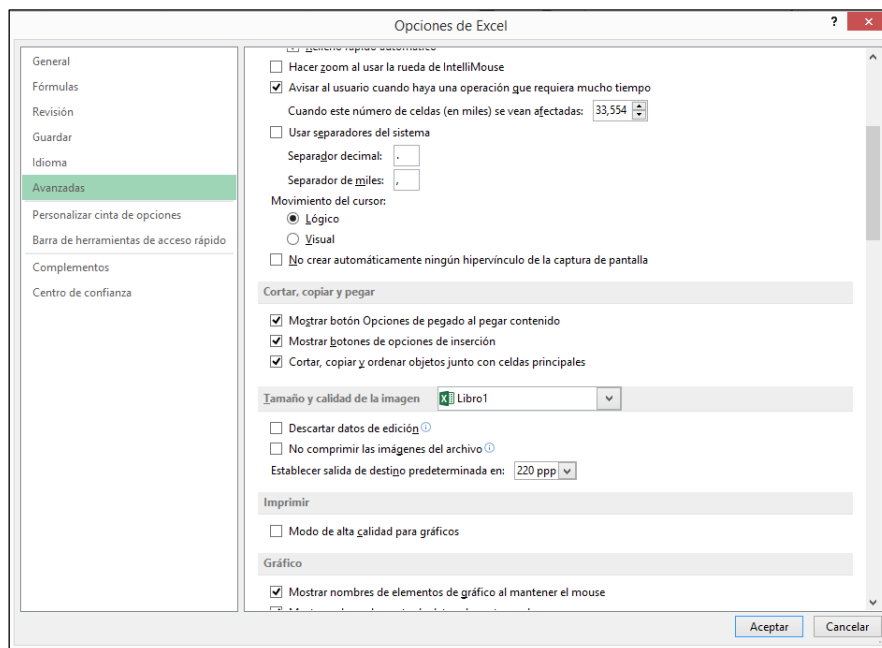 Opciones de Excel
?
General
Fórmulas
Revisión
Guardar
Idioma
Avanzadas
Personalizar cinta de opciones
Barra de herramientas de acceso rápido
Complementos
Centro de confianza
Relleno rápido automático
Hacer zoom al usar la rueda de IntelliMouse
Avisar al usuario cuando haya una operación que requiera mucho tiempo
Cuando este número de celdas (en miles) se vean afectadas: 33,554
Usar separadores del sistema
Separador decimal: .
Separador de miles: ,
Movimiento del cursor:
Lógico
Visual
No crear automáticamente ningún hipervínculo de la captura de pantalla
Cortar, copiar y pegar
Mostrar botón Opciones de pegado al pegar contenido
Mostrar botones de opciones de inserción
Cortar, copiar y ordenar objetos junto con celdas principales
Tamaño y calidad de la imagen Libro1
Descartar datos de edición
No comprimir las imágenes del archivo
Establecer salida de destino predeterminada en: 220 ppp
Imprimir
Modo de alta calidad para gráficos
Gráfico
Mostrar nombres de elementos de gráfico al mantener el mouse
Aceptar
Cancelar